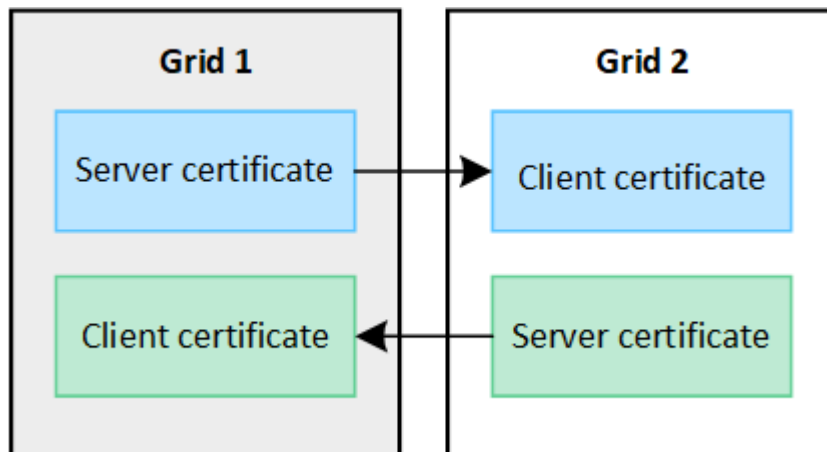 Grid 1
Server certificate
Client certificate
Grid 2
Client certificate
Server certificate